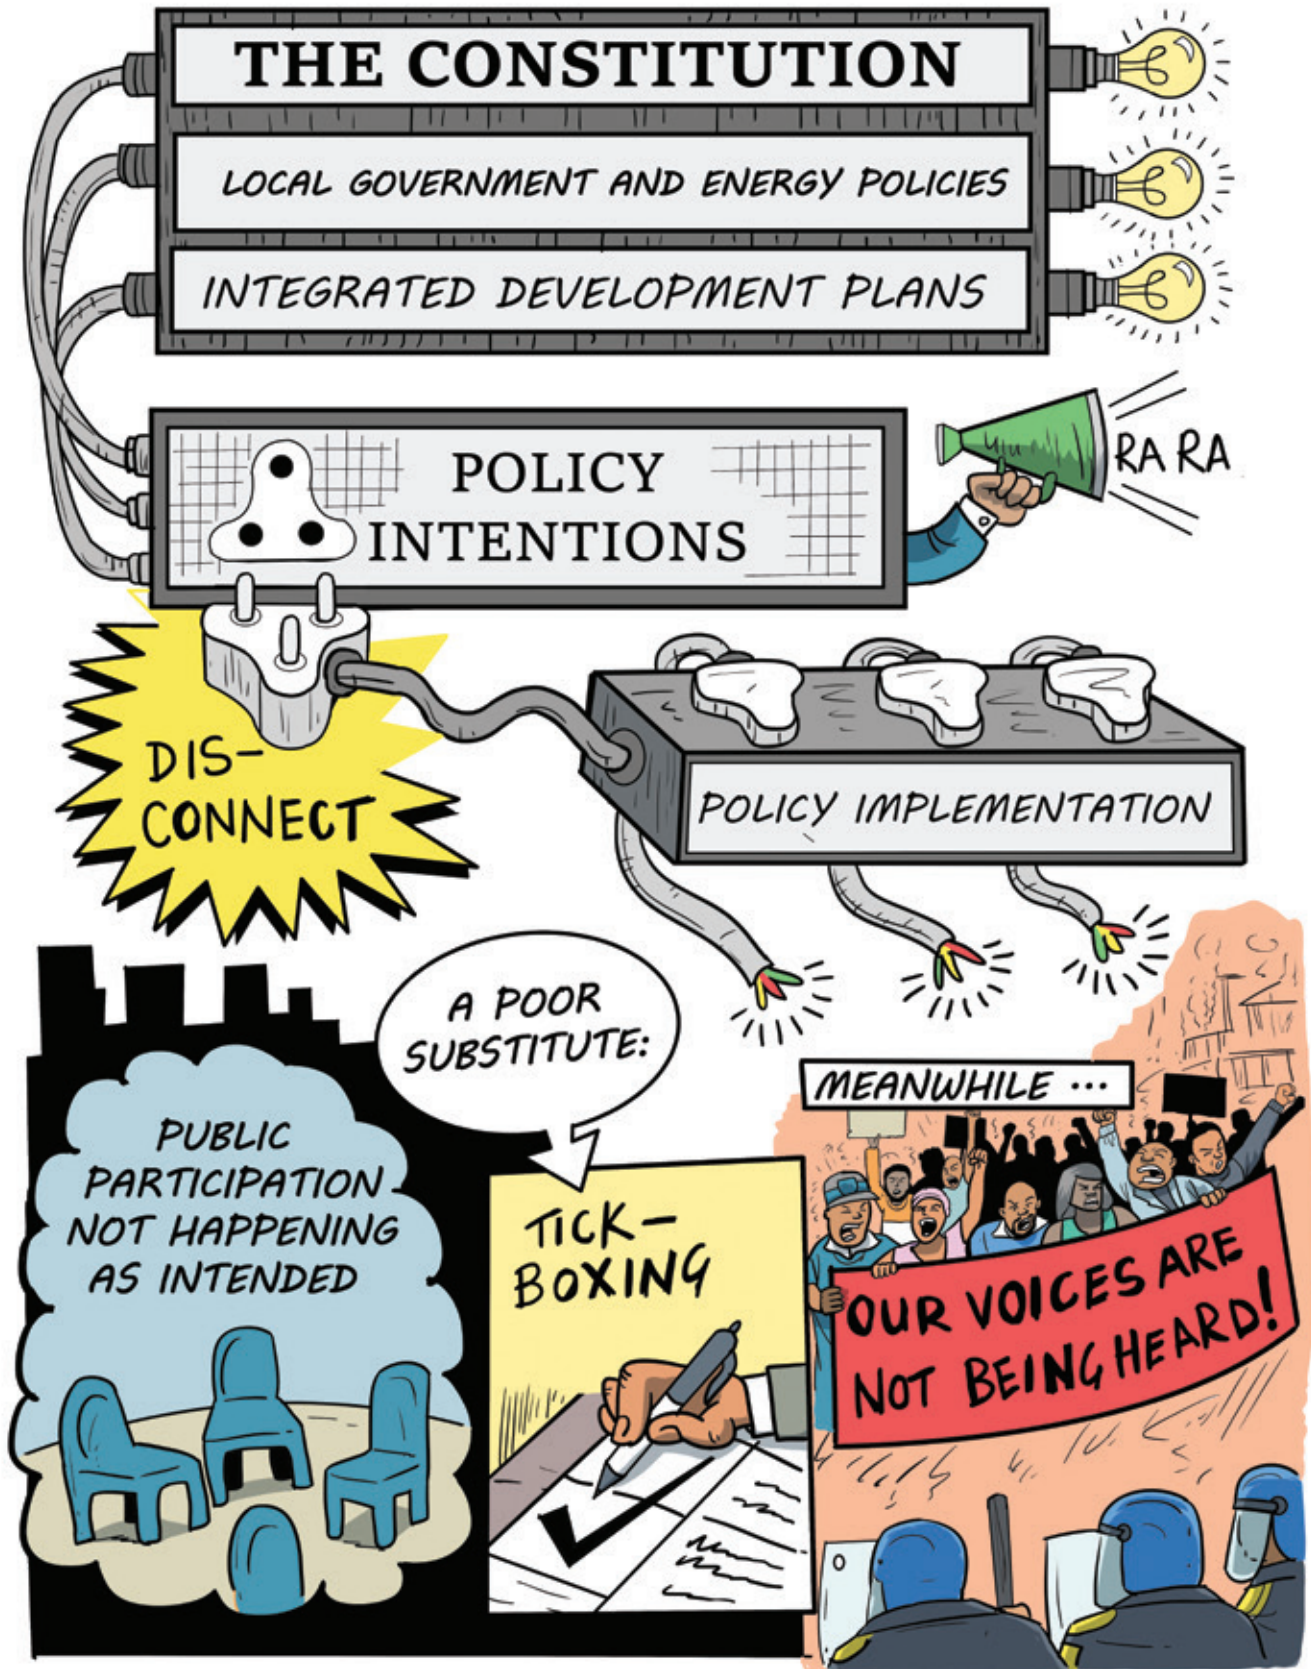 THE CONSTITUTION
LOCAL GOVERNMENT AND ENERGY POLICIES
INTEGRATED DEVELOPMENT PLANS
POLICY
INTENTIONS
RA RA
DIS-
CONNECT
POLICY IMPLEMENTATION
A POOR
SUBSTITUTE:
MEANWHILE ...
PUBLIC
PARTICIPATION
NOT HAPPENING
AS INTENDED
TICK-
BOXING
OUR VOICES ARE
NOT BEING HEARD!